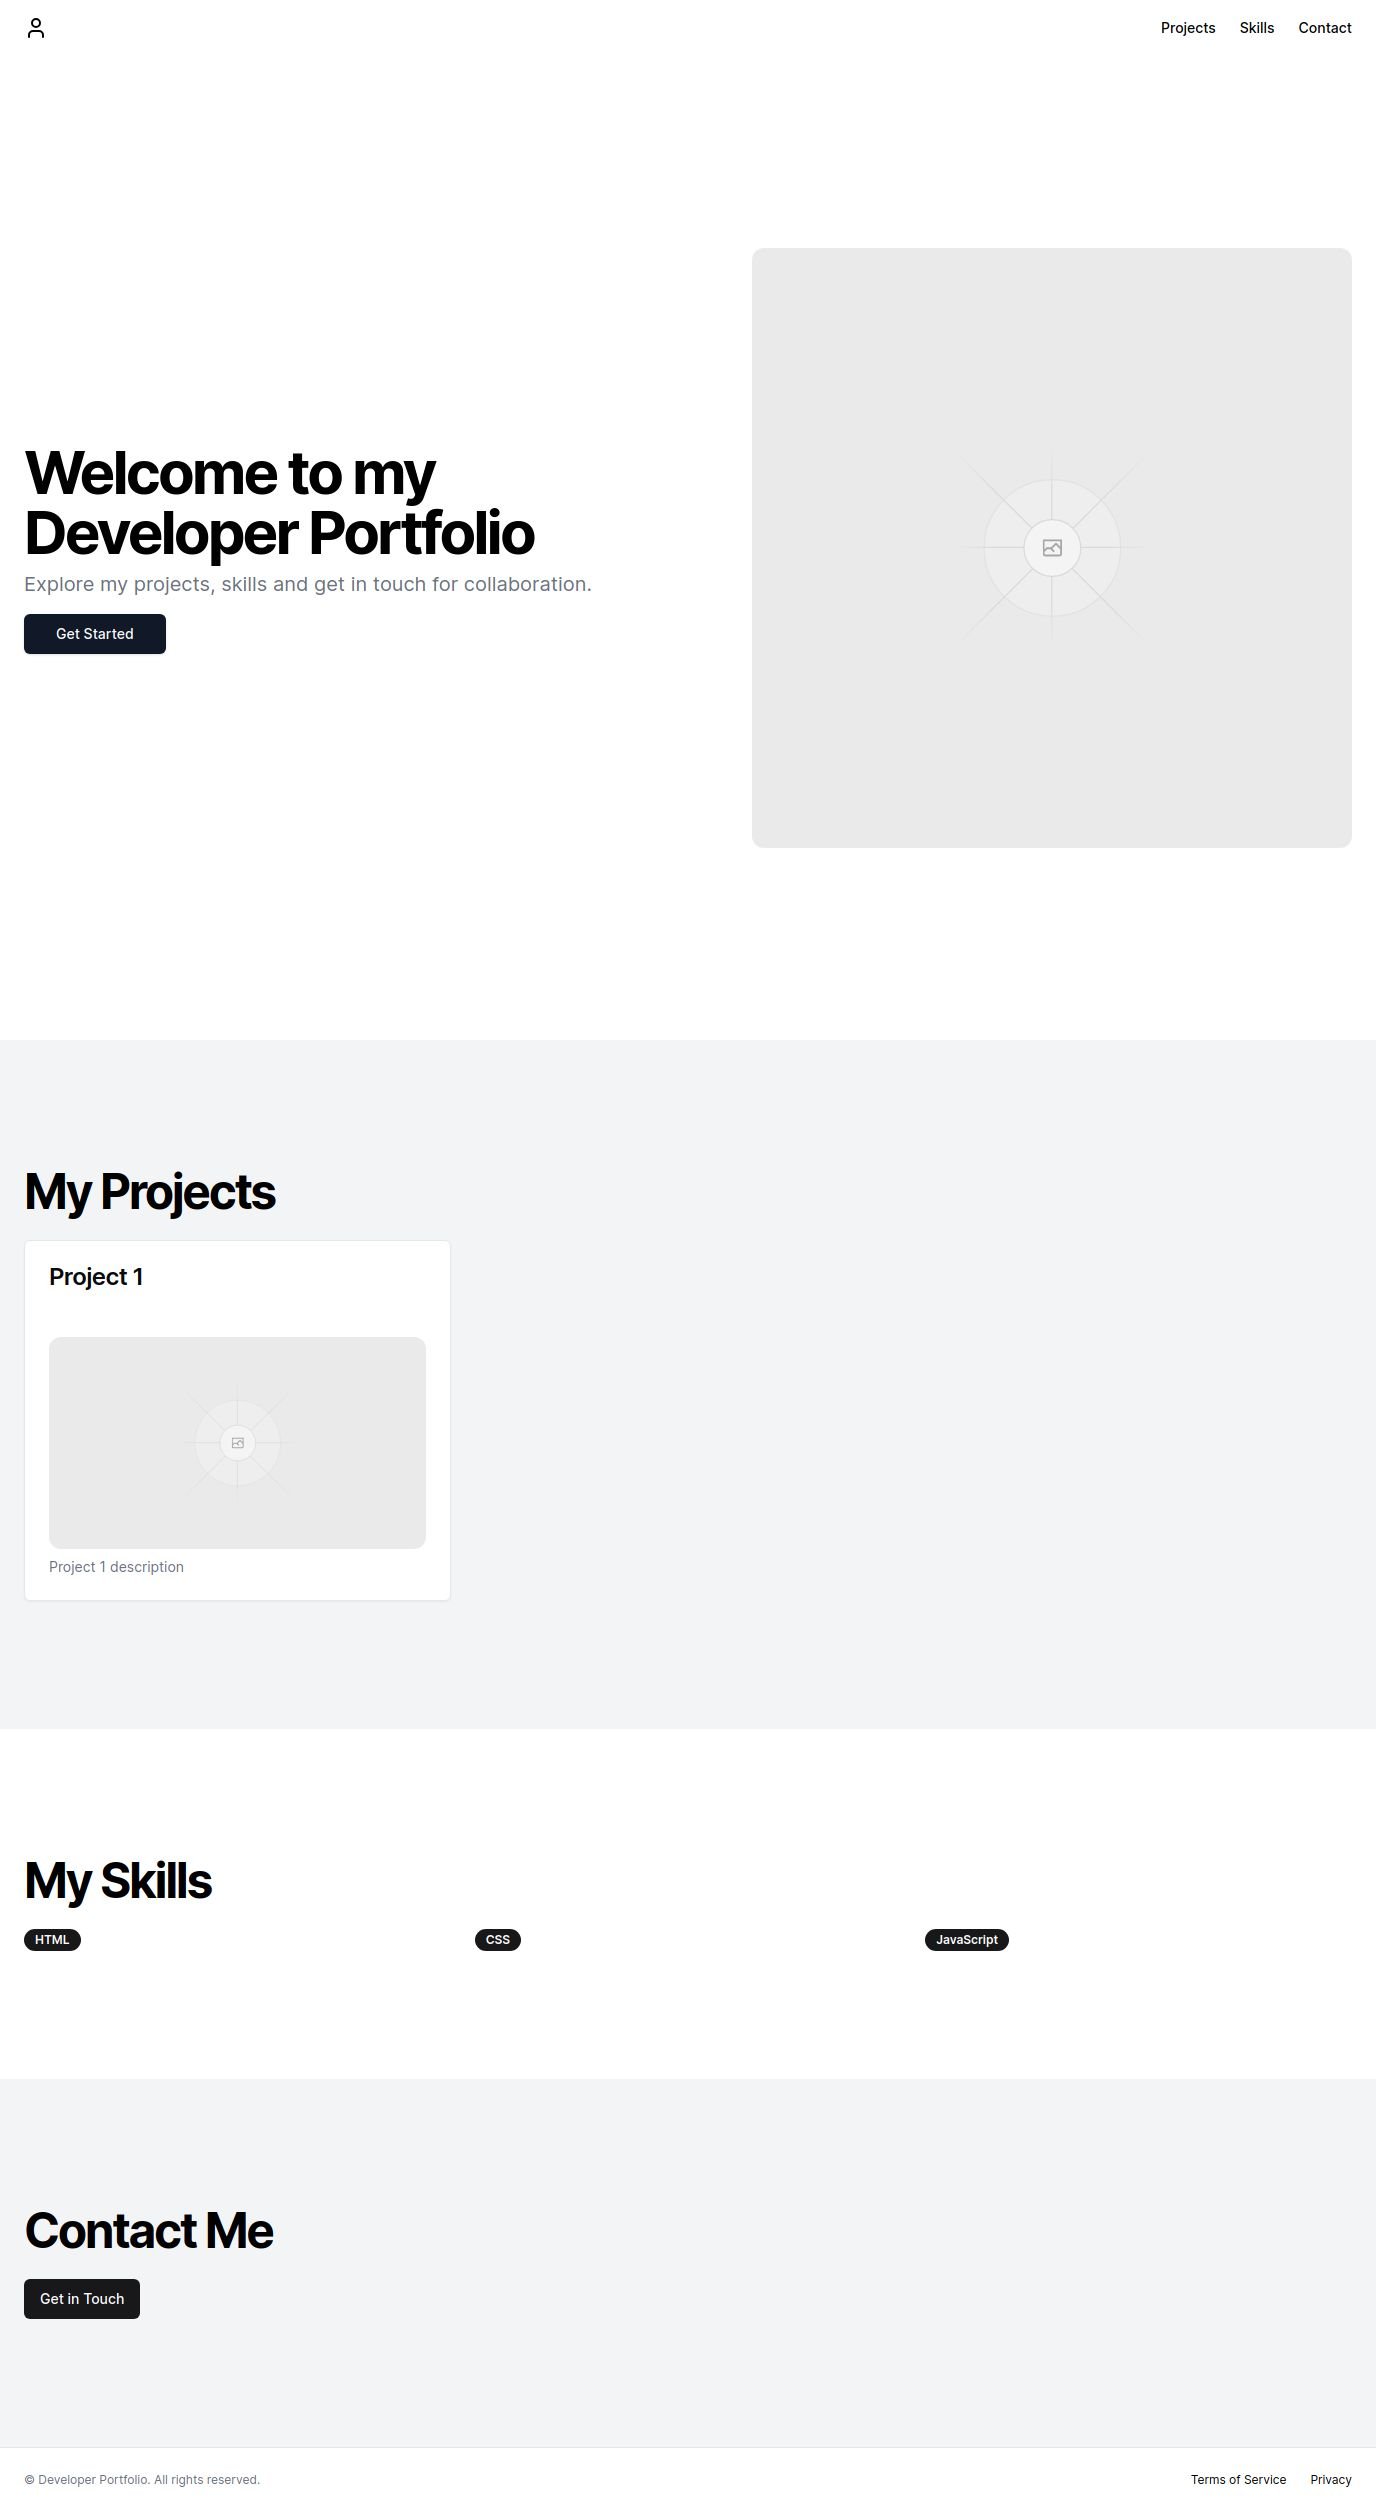 Projects
Skills
Contact
Welcome to my
Developer Portfolio
Explore my projects, skills and get in touch for collaboration.
Get Started
My Projects
Project 1
Project 1 description
My Skills
HTML
CSS
JavaScript
Contact Me
Get in Touch
© Developer Portfolio. All rights reserved.
Terms of Service
Privacy